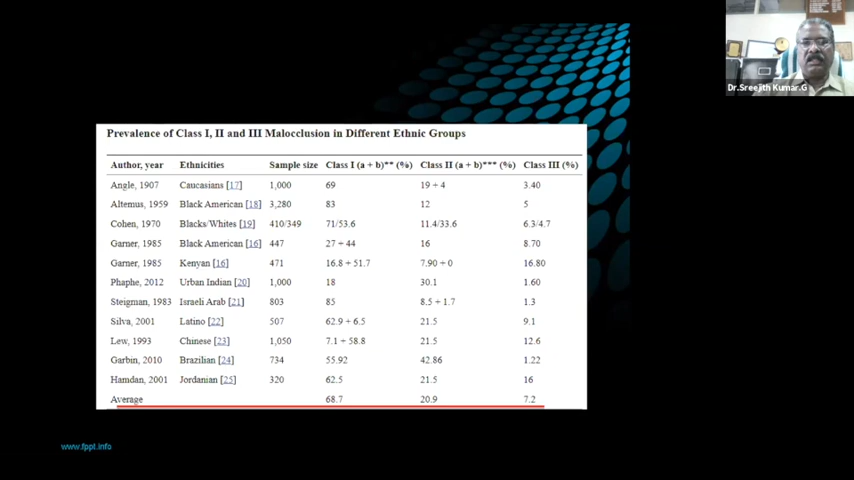 Dr.Sreejith Kumar.G
Prevalence of Class I, II and III Malocclusion in Different Ethnic Groups
Author, year Ethnicities Sample size Class I (a + b)** (%) Class II (a + b)*** (%) Class III (%)
Angle, 1907 Caucasians [17] 1,000 69 19 + 4 3.40
Altemus, 1959 Black American [18] 3,280 83 12 5
Cohen, 1970 Blacks/Whites [19] 410/349 71/53.6 11.4/33.6 6.3/4.7
Garner, 1985 Black American [16] 447 27 + 44 16 8.70
Garner, 1985 Kenyan [16] 471 16.8 + 51.7 7.90 + 0 16.80
Phaphe, 2012 Urban Indian [20] 1,000 18 30.1 1.60
Steigman, 1983 Israeli Arab [21] 803 85 8.5 + 1.7 1.3
Silva, 2001 Latino [22] 507 62.9 + 6.5 21.5 9.1
Lew, 1993 Chinese [23] 1,050 7.1 + 58.8 21.5 12.6
Garbin, 2010 Brazilian [24] 734 55.92 42.86 1.22
Hamdan, 2001 Jordanian [25] 320 62.5 21.5 16
Average 68.7 20.9 7.2
www.fppt.info